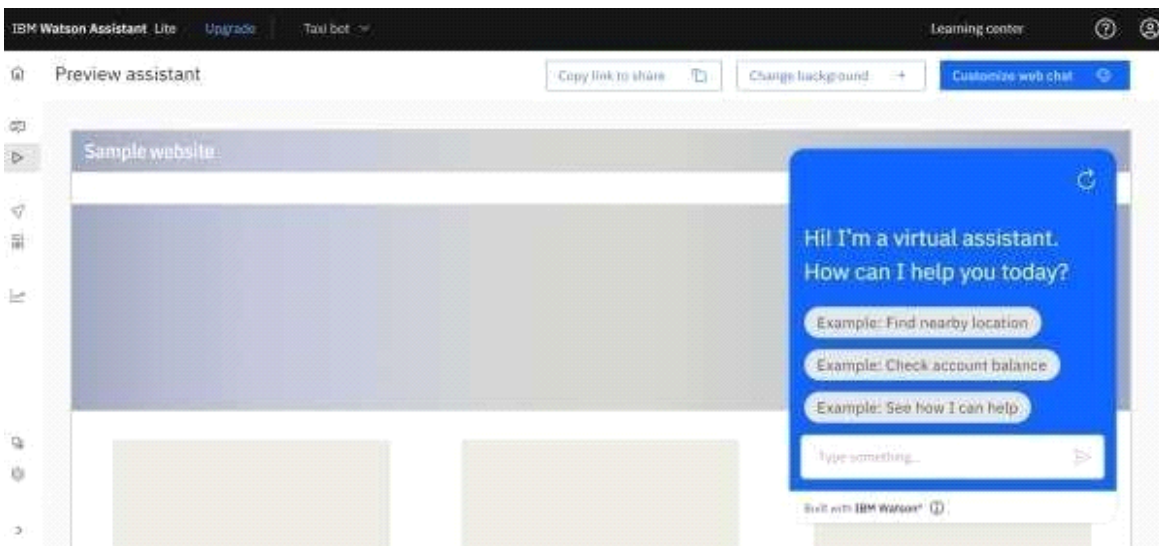 IBM Watson Assistant Lite Upgrade Taxi bot Learning center
Preview assistant Copy link to share Change background Customize web chat
Sample website
Hi! I'm a virtual assistant.
How can I help you today?
Example: Find nearby location
Example: Check account balance
Example: See how I can help
Type something...
Built with IBM Watson®